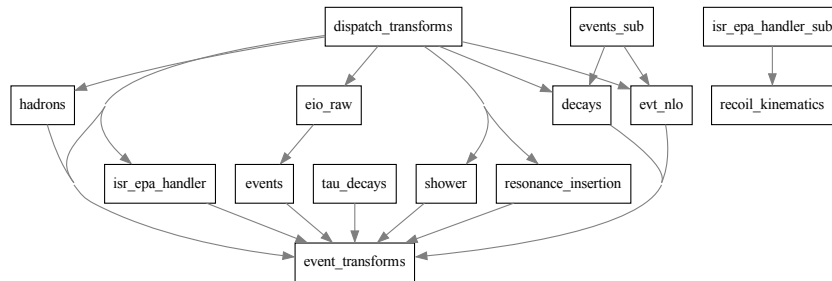 dispatch_transforms
events_sub
isr_epa_handler_sub
hadrons
eio_raw
decays
evt_nlo
recoil_kinematics
isr_epa_handler
events
tau_decays
shower
resonance_insertion
event_transforms